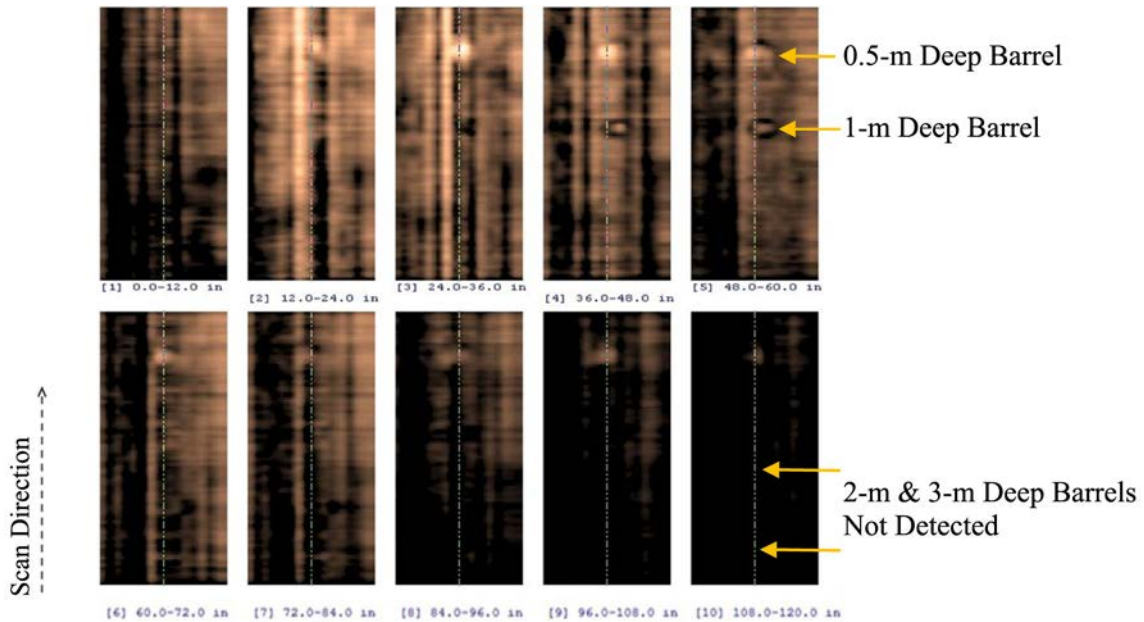 0.5-m Deep Barrel
1-m Deep Barrel
[1] 0.0-12.0 in
[2] 12.0-24.0 in
[3] 24.0-36.0 in
[4] 36.0-48.0 in
[5] 48.0-60.0 in
Scan Direction
2-m & 3-m Deep Barrels
Not Detected
[6] 60.0-72.0 in
[7] 72.0-84.0 in
[8] 84.0-96.0 in
[9] 96.0-108.0 in
[10] 108.0-120.0 in